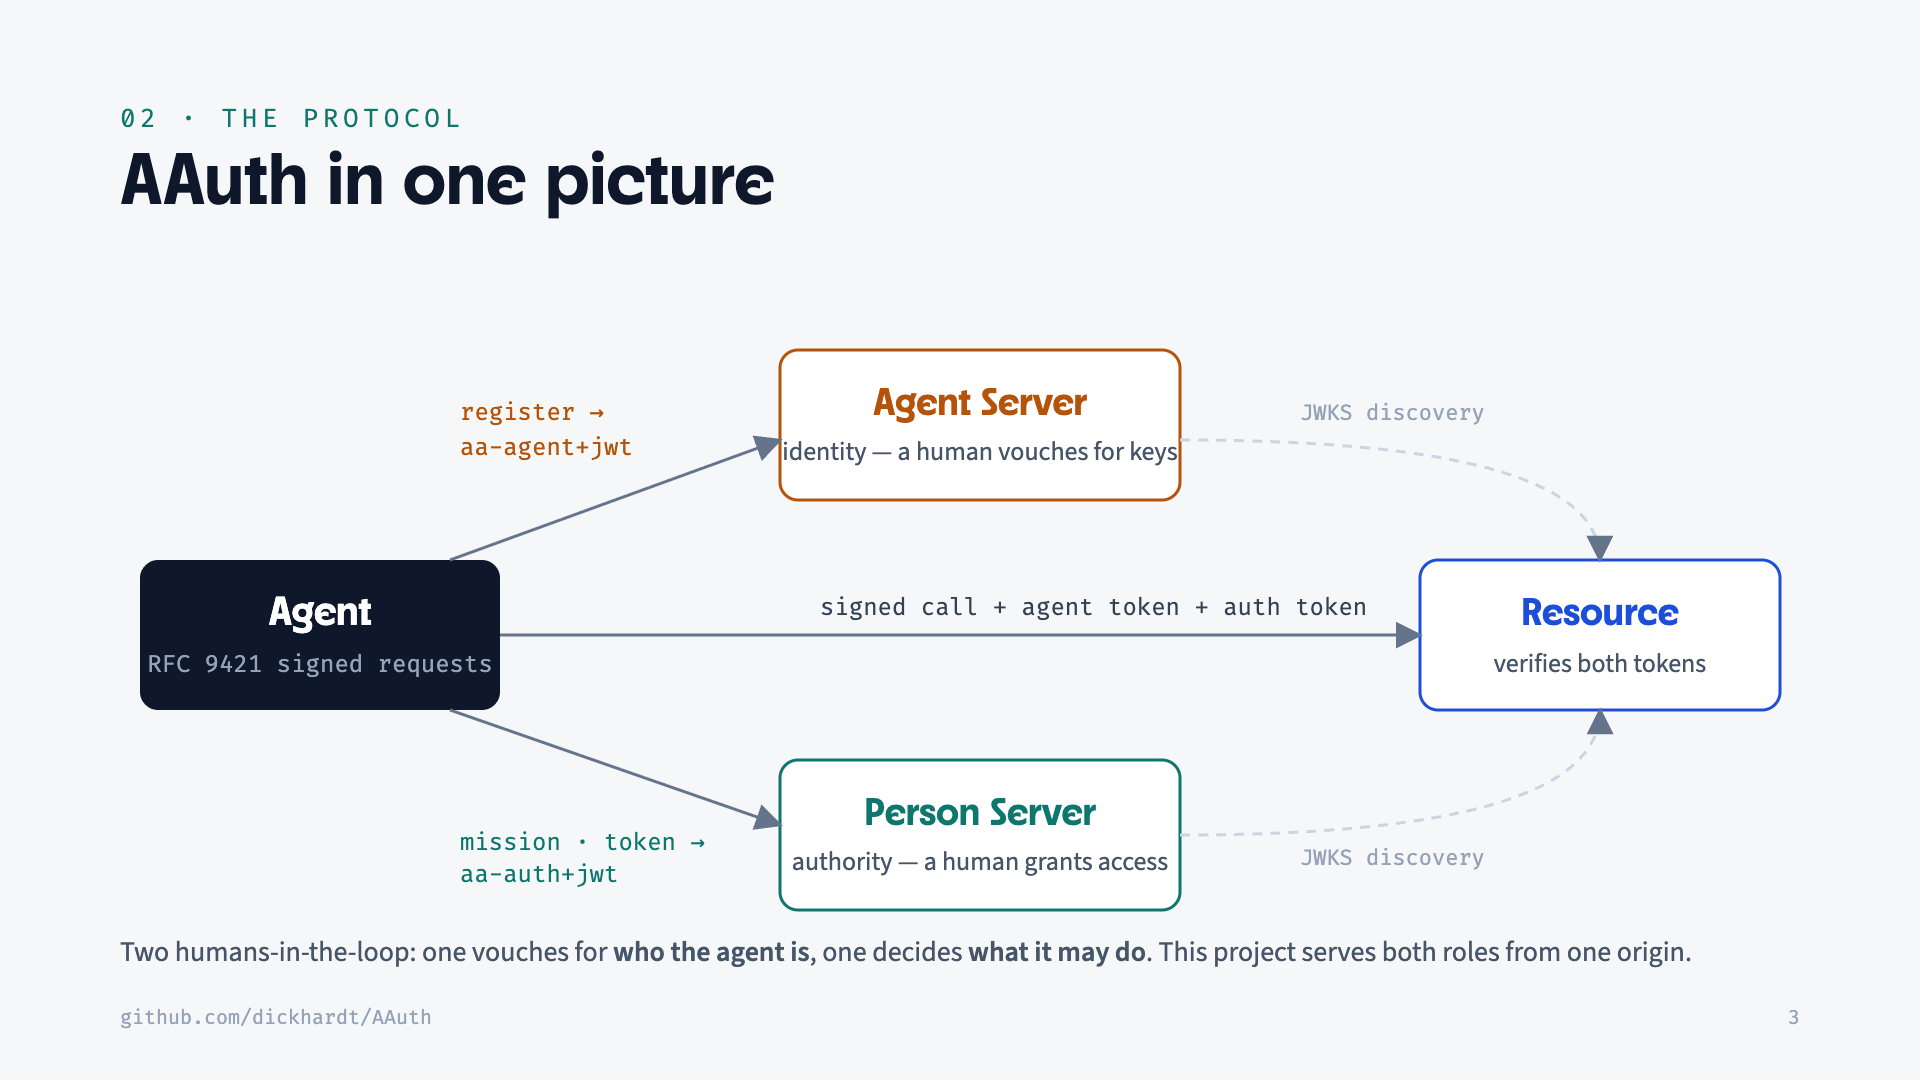 02 · THE PROTOCOL
AAuth in one picture
register →
aa-agent+jwt
Agent Server
identity — a human vouches for keys
JWKS discovery
Agent
RFC 9421 signed requests
signed call + agent token + auth token
Resource
verifies both tokens
mission · token →
aa-auth+jwt
Person Server
authority — a human grants access
JWKS discovery
Two humans-in-the-loop: one vouches for who the agent is, one decides what it may do. This project serves both roles from one origin.
github.com/dickhardt/AAuth
3